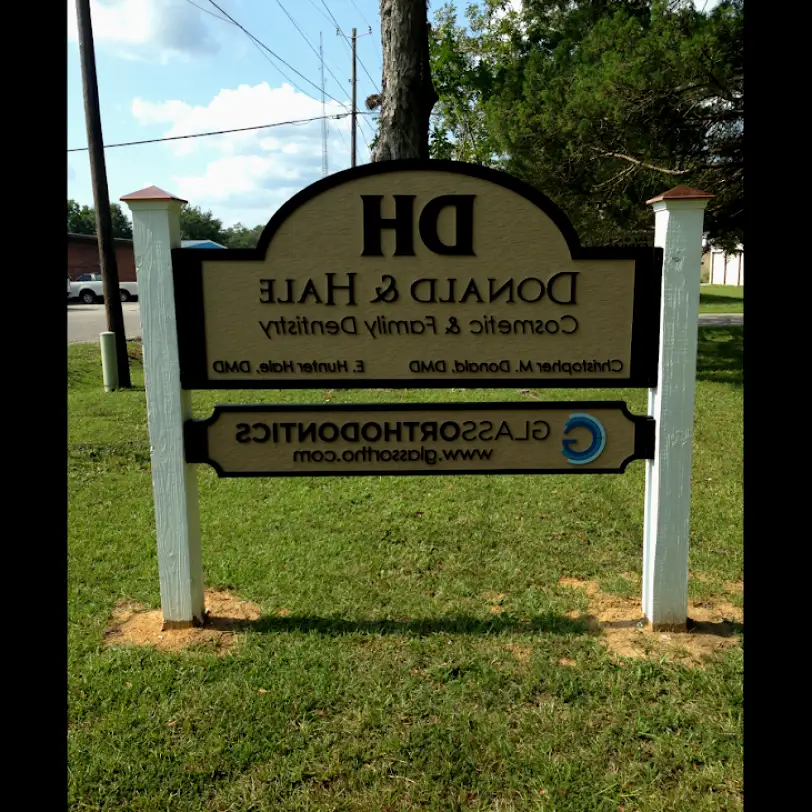 DH
DONALD & HALE
Cosmetic & Family Dentistry
Christopher M. Donald, DMD E. Hunter Hale, DMD
G GLASSORTHODONTICS
www.glassortho.com